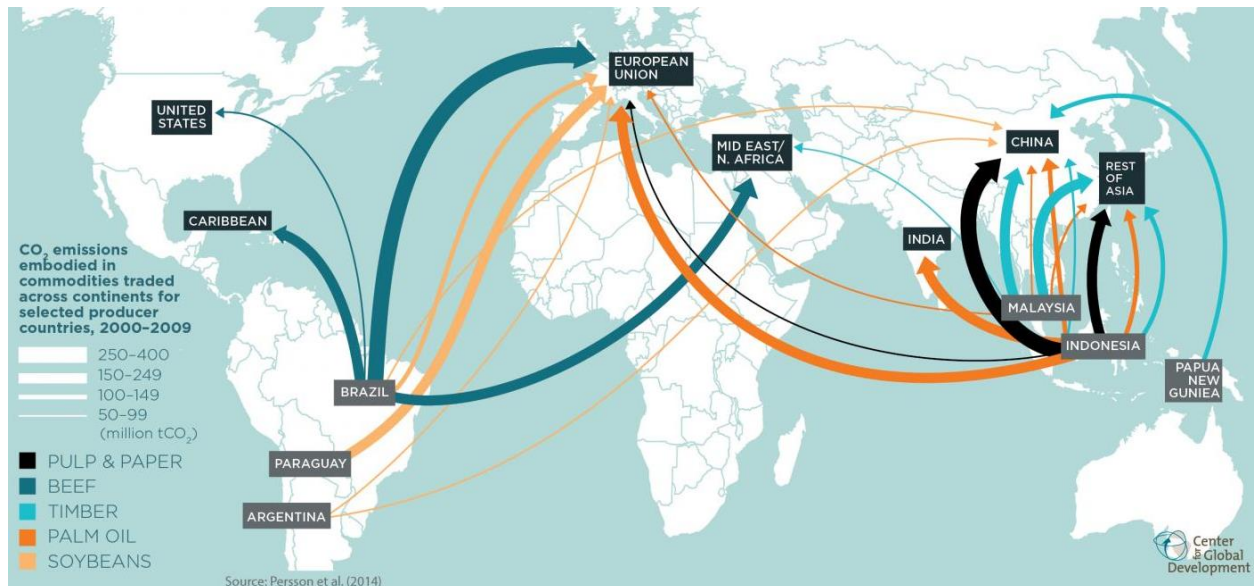 EUROPEAN
UNION
UNITED
STATES
MID EAST/
N. AFRICA
CHINA
REST
OF
ASIA
CARIBBEAN
INDIA
CO₂ emissions
embodied in
commodities traded
across continents for
selected producer
countries, 2000–2009
250–400
150–249
100–149
50–99
(million tCO₂)
MALAYSIA
INDONESIA
PAPUA
NEW
GUNIEA
BRAZIL
PARAGUAY
ARGENTINA
PULP & PAPER
BEEF
TIMBER
PALM OIL
SOYBEANS
Source: Persson et al. (2014)
Center
for Global
Development